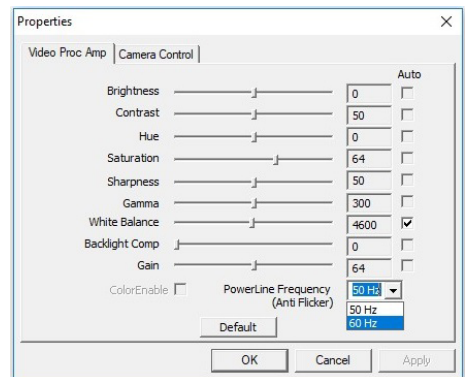 Properties
Video Proc Amp Camera Control
Auto
Brightness 0
Contrast 50
Hue 0
Saturation 64
Sharpness 50
Gamma 300
White Balance 4600
Backlight Comp 0
Gain 64
ColorEnable PowerLine Frequency 50 Hz
(Anti Flicker)
50 Hz
60 Hz
Default
OK Cancel Apply